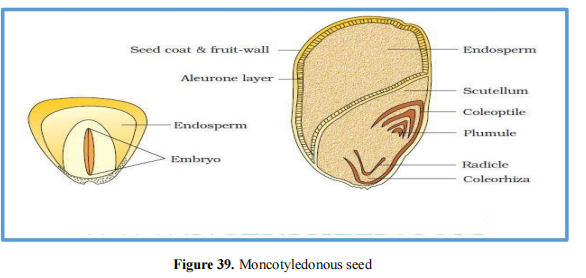 Seed coat & fruit-wall
Aleurone layer
Endosperm
Embryo
Endosperm
Scutellum
Coleoptile
Plumule
Radicle
Coleorhiza
Figure 39. Moncotyledonous seed